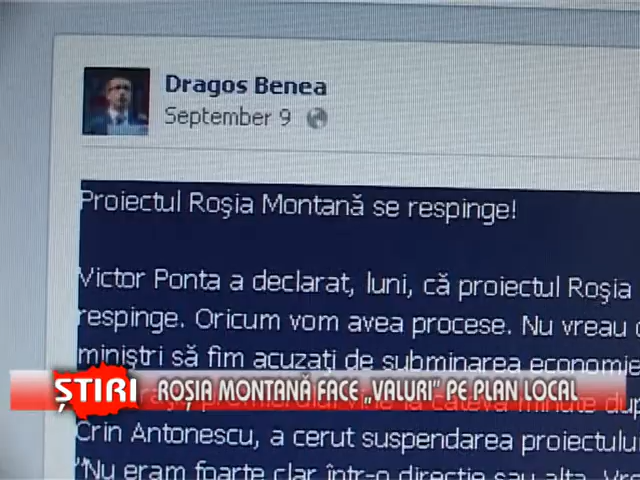 Dragos Benea
September 9
Proiectul Roşia Montană se respinge!
Victor Ponta a declarat, luni, că proiectul Roşia
respinge. Oricum vom avea procese. Nu vreau
miniştri să fim acuzaţi de subminarea economie
ȘTIRI
ROȘIA MONTANĂ FACE „VALURI” PE PLAN LOCAL
Crin Antonescu, a cerut suspendarea proiectulu
"Nu eram foarte clar într-o direcţie sau alta.